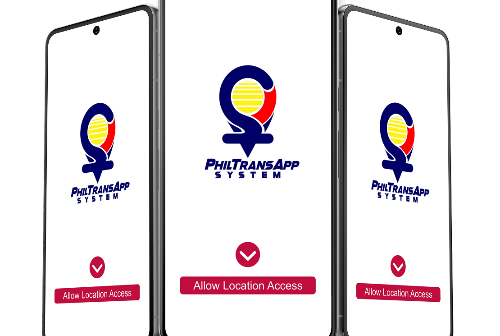 PHILTRANSAPP
SYSTEM
Allow Location Access
PHILTRANSAPP
SYSTEM
Allow Location Access
PHILTRANSAPP
SYSTEM
Allow Location Access